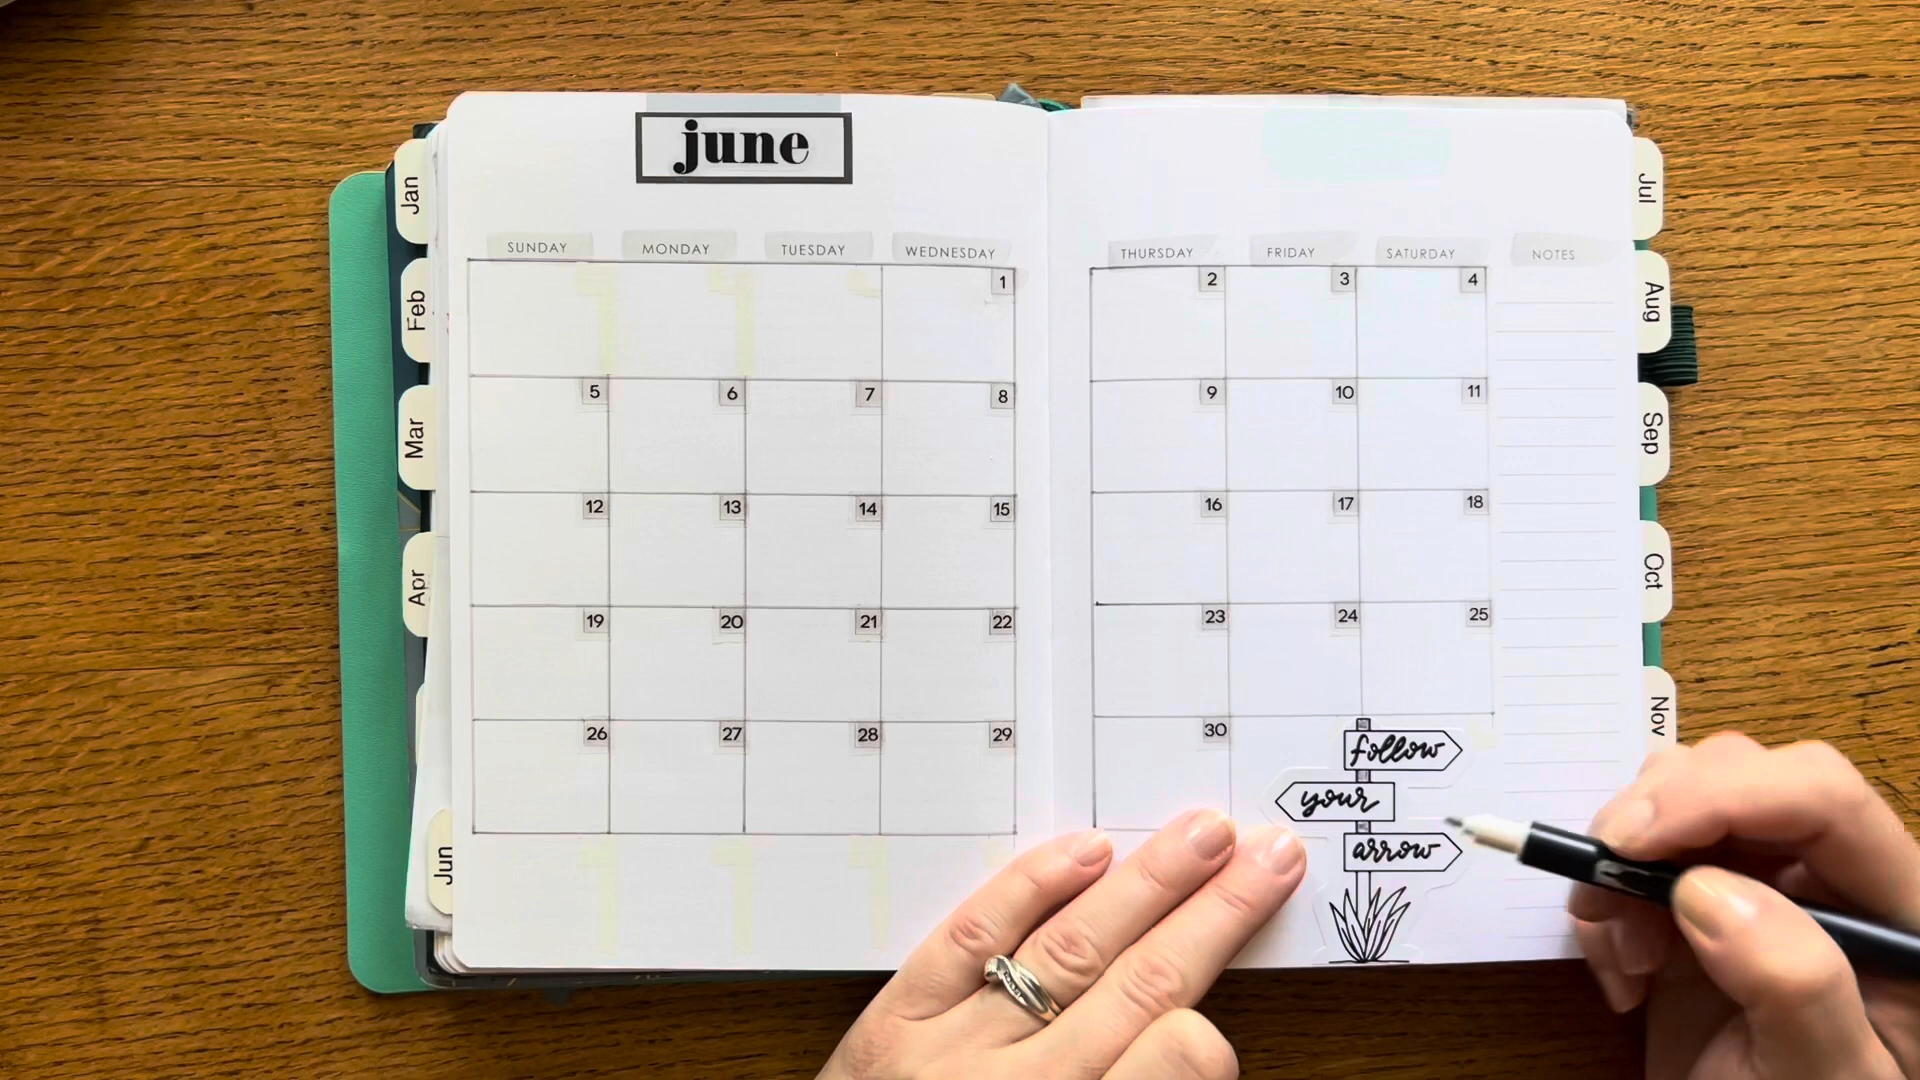 june
SUNDAY MONDAY TUESDAY WEDNESDAY THURSDAY FRIDAY SATURDAY NOTES
1 2 3 4
5 6 7 8 9 10 11
12 13 14 15 16 17 18
19 20 21 22 23 24 25
26 27 28 29 30
follow
your
arrow
Jan
Feb
Mar
Apr
Jun
Jul
Aug
Sep
Oct
Nov